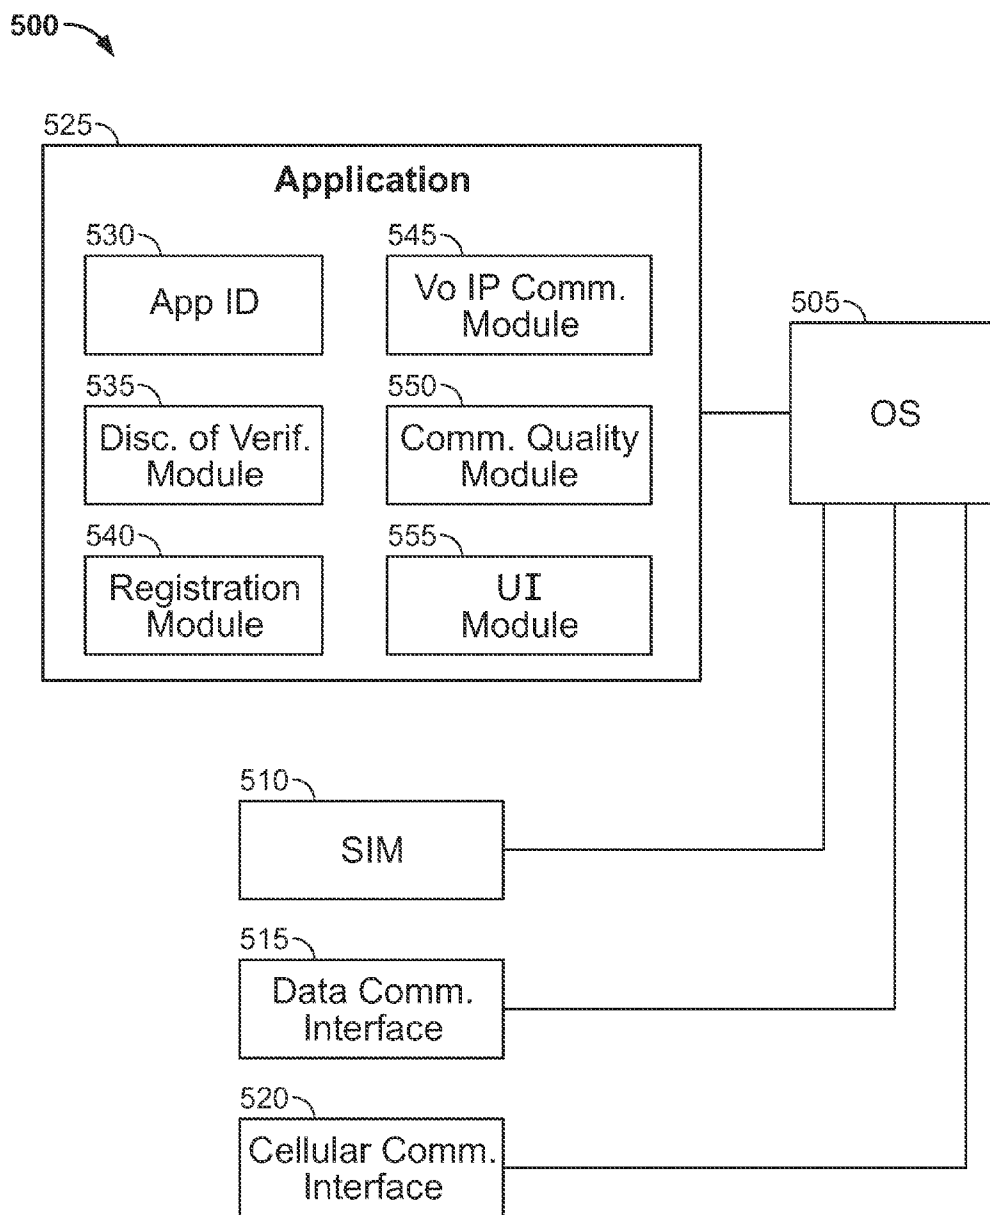 500
525
Application
530
App ID
545
Vo IP Comm.
Module
505
OS
535
Disc. of Verif.
Module
550
Comm. Quality
Module
540
Registration
Module
555
UI
Module
510
SIM
515
Data Comm.
Interface
520
Cellular Comm.
Interface